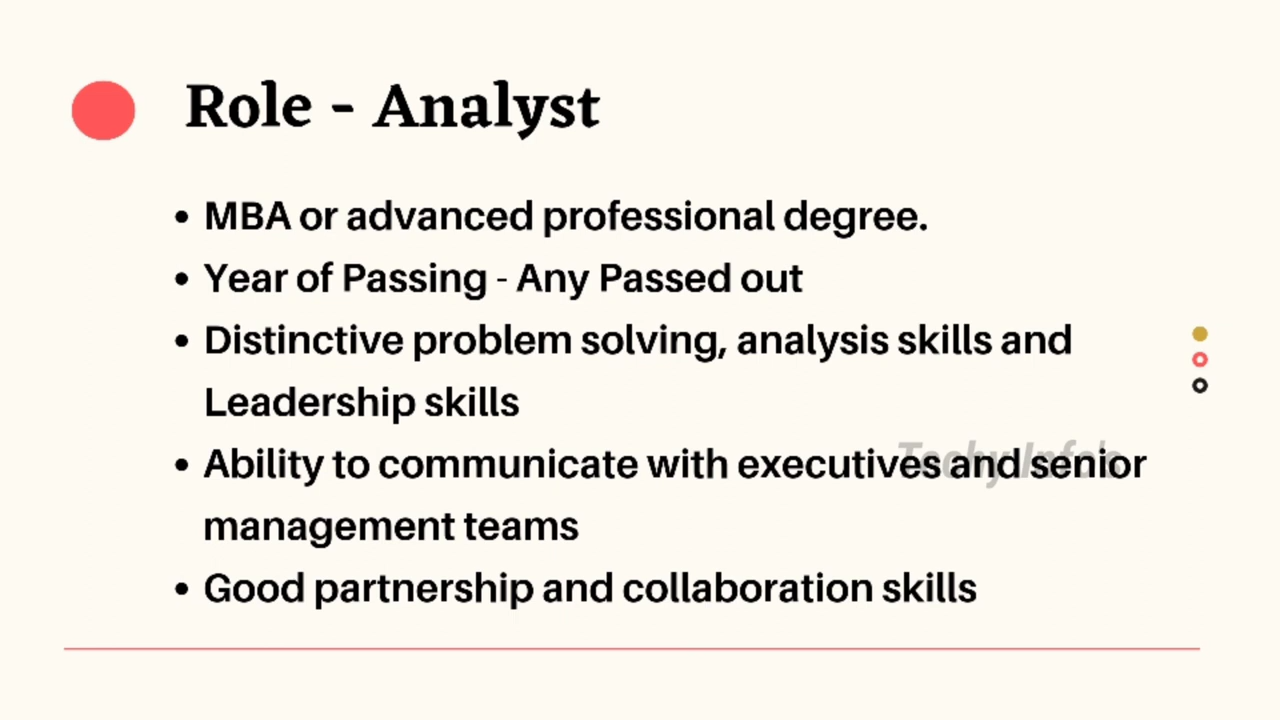 Role - Analyst
• MBA or advanced professional degree.
• Year of Passing - Any Passed out
• Distinctive problem solving, analysis skills and
Leadership skills
• Ability to communicate with executives and senior
management teams
• Good partnership and collaboration skills